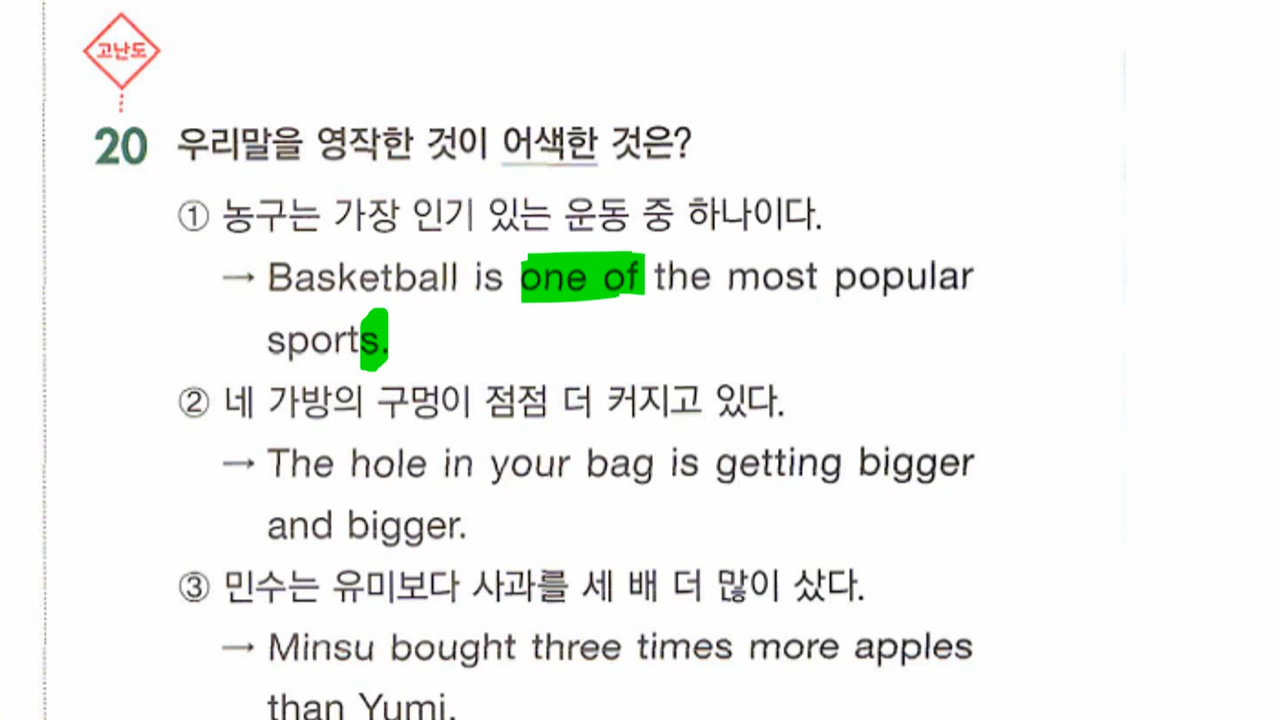 고난도
20 우리말을 영작한 것이 어색한 것은?
① 농구는 가장 인기 있는 운동 중 하나이다.
→ Basketball is one of the most popular
sports.
② 네 가방의 구멍이 점점 더 커지고 있다.
→ The hole in your bag is getting bigger
and bigger.
③ 민수는 유미보다 사과를 세 배 더 많이 샀다.
→ Minsu bought three times more apples
than Yumi.